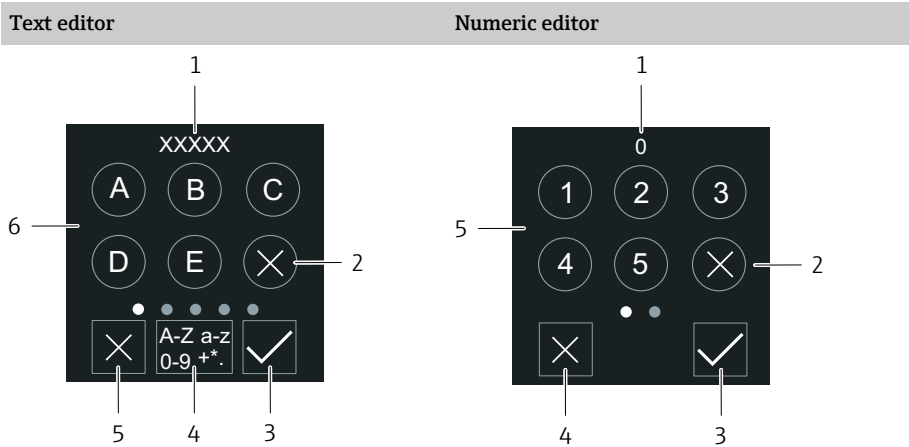 Text editor Numeric editor
1 1
XXXXX 0
A B C 1 2 3
6 5
D E 2 4 5 2
A-Z a-z
0-9 +*.
5 4 3 4 3